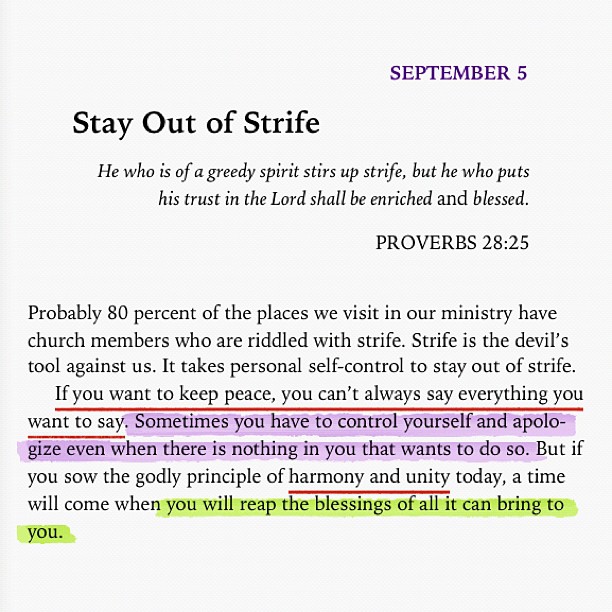 SEPTEMBER 5
Stay Out of Strife
He who is of a greedy spirit stirs up strife, but he who puts
his trust in the Lord shall be enriched and blessed.
PROVERBS 28:25
Probably 80 percent of the places we visit in our ministry have
church members who are riddled with strife. Strife is the devil's
tool against us. It takes personal self-control to stay out of strife.
If you want to keep peace, you can't always say everything you
want to say. Sometimes you have to control yourself and apolo-
gize even when there is nothing in you that wants to do so. But if
you sow the godly principle of harmony and unity today, a time
will come when you will reap the blessings of all it can bring to
you.